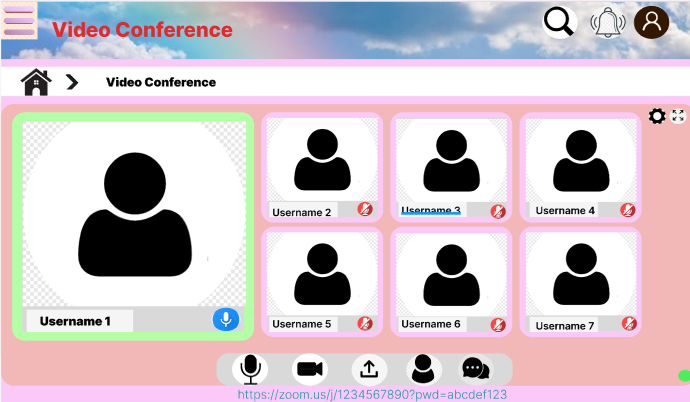 Video Conference
Video Conference
Username 1
Username 2
Username 3
Username 4
Username 5
Username 6
Username 7
https://zoom.us/j/1234567890?pwd=abcdef123